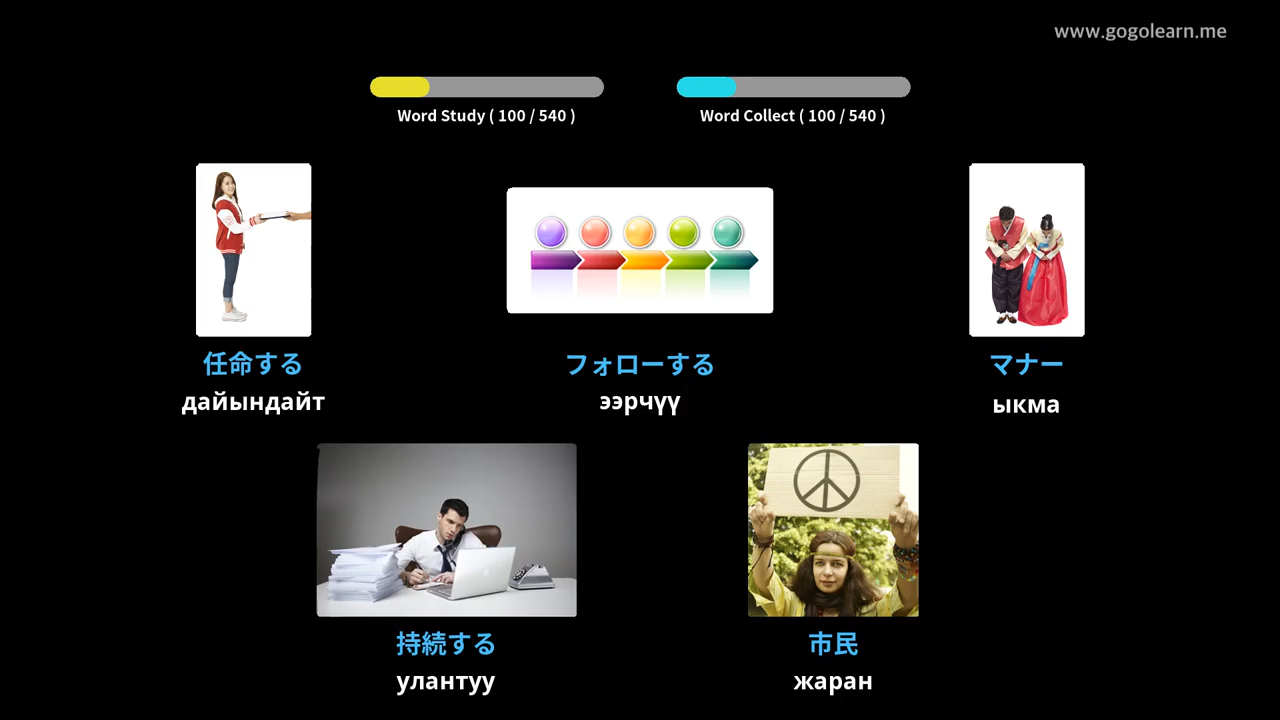 www.gogolearn.me
Word Study ( 100 / 540 )
Word Collect ( 100 / 540 )
任命する
дайындайт
フォローする
ээрчүү
マナー
ыкма
持続する
улантуу
市民
жаран